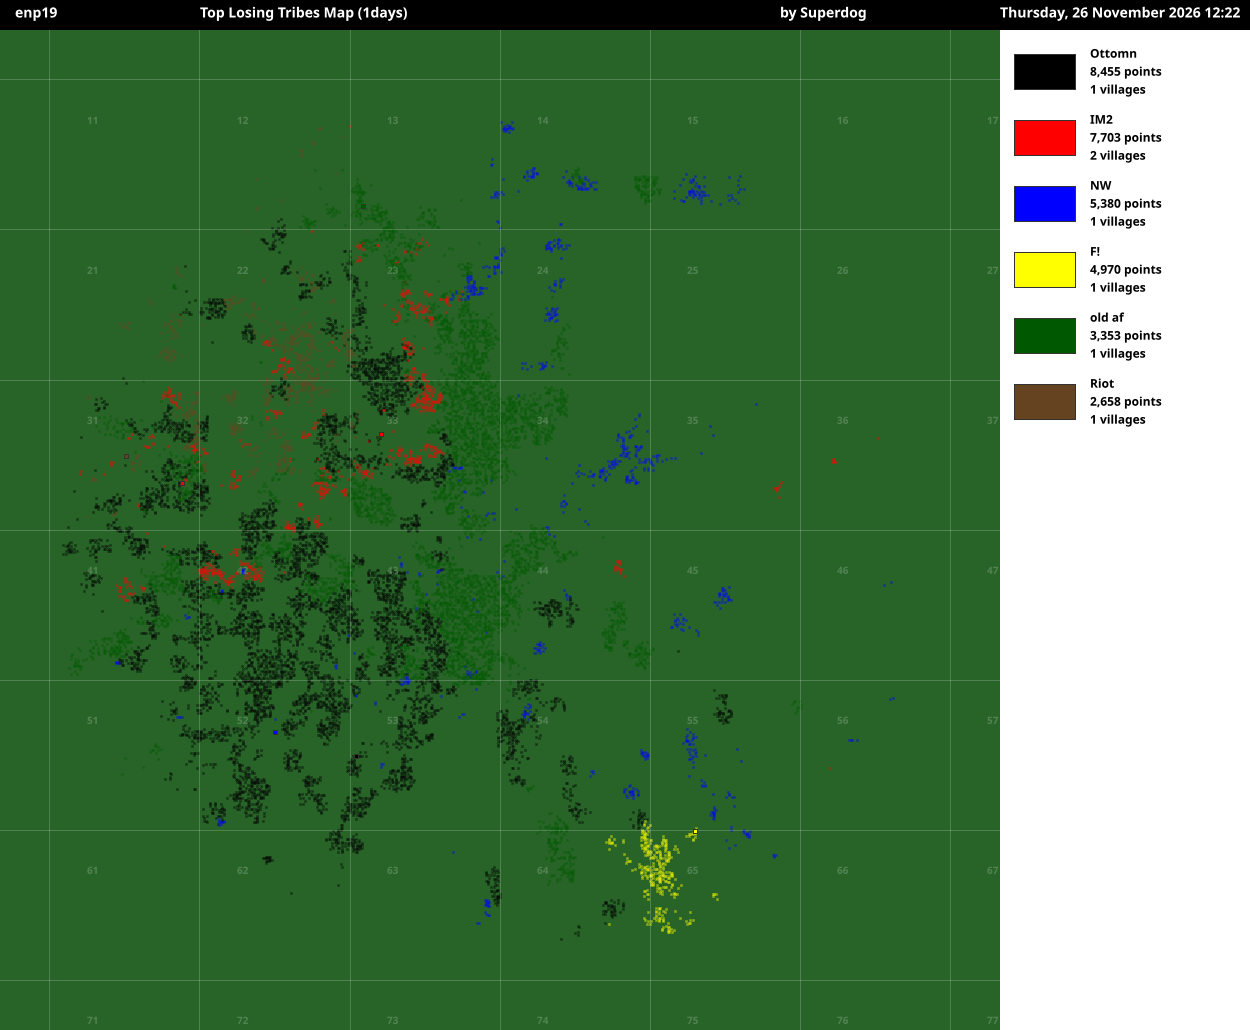 enp19 Top Losing Tribes Map (1days) by Superdog Thursday, 26 November 2026 12:22
Ottomn
8,455 points
1 villages
IM2
7,703 points
2 villages
NW
5,380 points
1 villages
F!
4,970 points
1 villages
old af
3,353 points
1 villages
Riot
2,658 points
1 villages
11 12 13 14 15 16 17
21 22 23 24 25 26 27
31 32 33 34 35 36 37
41 42 43 44 45 46 47
51 52 53 54 55 56 57
61 62 63 64 65 66 67
71 72 73 74 75 76 77